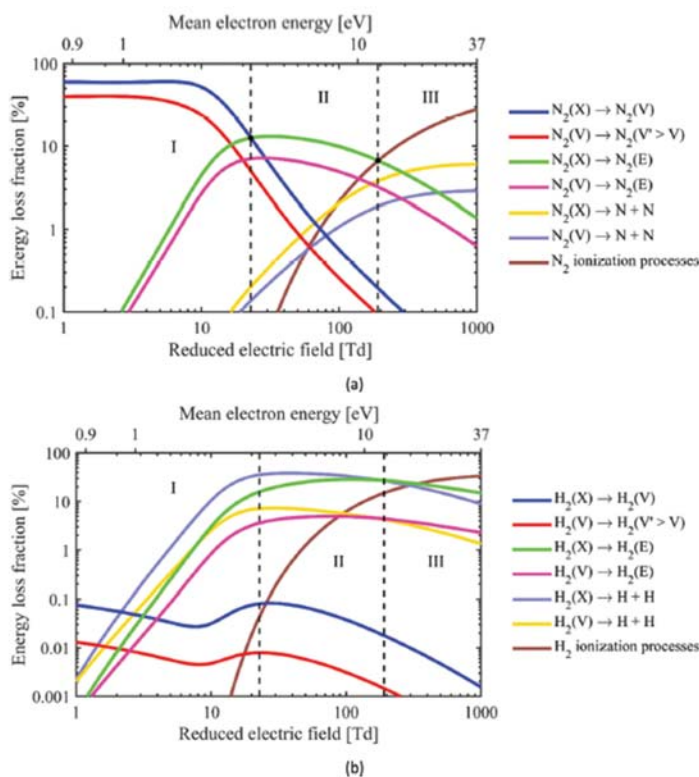 Mean electron energy [eV]
0.9 1 10 37
100
10
1
0.1
Energy loss fraction [%]
I
II
III
1 10 100 1000
Reduced electric field [Td]
N₂(X) → N₂(V)
N₂(V) → N₂(V' > V)
N₂(X) → N₂(E)
N₂(V) → N₂(E)
N₂(X) → N + N
N₂(V) → N + N
N₂ ionization processes
(a)
Mean electron energy [eV]
0.9 1 10 37
100
10
1
0.1
0.01
0.001
Energy loss fraction [%]
I
II
III
1 10 100 1000
Reduced electric field [Td]
H₂(X) → H₂(V)
H₂(V) → H₂(V' > V)
H₂(X) → H₂(E)
H₂(V) → H₂(E)
H₂(X) → H + H
H₂(V) → H + H
H₂ ionization processes
(b)